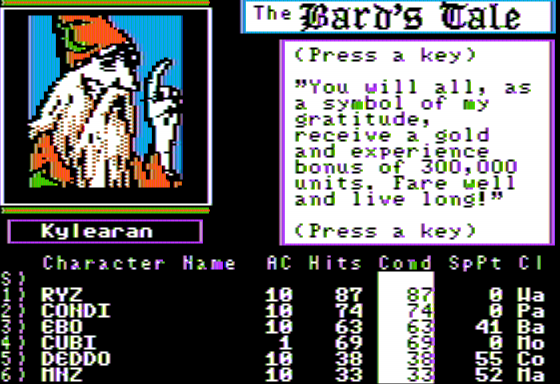 The Bard's Tale
(Press a key)
"You will all, as
a symbol of my
gratitude,
receive a gold
and experience
bonus of 300,000
units. Fare well
and live long!"
(Press a key)
Kylearan
Character Name AC Hits Cond SpPt Cl
S)
1) RYZ 10 87 87 0 Wa
2) CONDI 10 74 74 0 Pa
3) EBO 10 63 63 41 Ba
4) CUBI 1 69 69 0 Mo
5) DEDDO 10 38 38 55 Co
6) MNZ 10 33 33 52 Ma